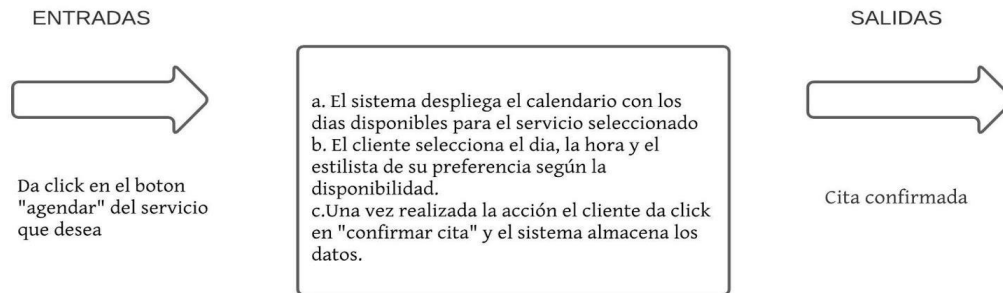 ENTRADAS
SALIDAS
a. El sistema despliega el calendario con los
dias disponibles para el servicio seleccionado
b. El cliente selecciona el dia, la hora y el
estilista de su preferencia según la
disponibilidad.
c.Una vez realizada la acción el cliente da click
en "confirmar cita" y el sistema almacena los
datos.
Da click en el boton
"agendar" del servicio
que desea
Cita confirmada